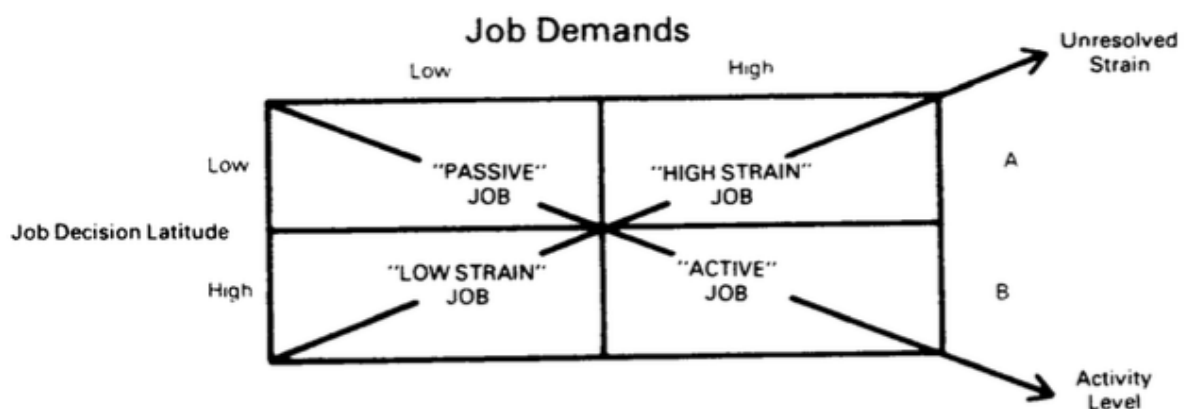 Job Demands
Unresolved
Strain
Low
High
Low
A
"PASSIVE"
JOB
"HIGH STRAIN"
JOB
Job Decision Latitude
"LOW STRAIN"
JOB
"ACTIVE"
JOB
High
B
Activity
Level